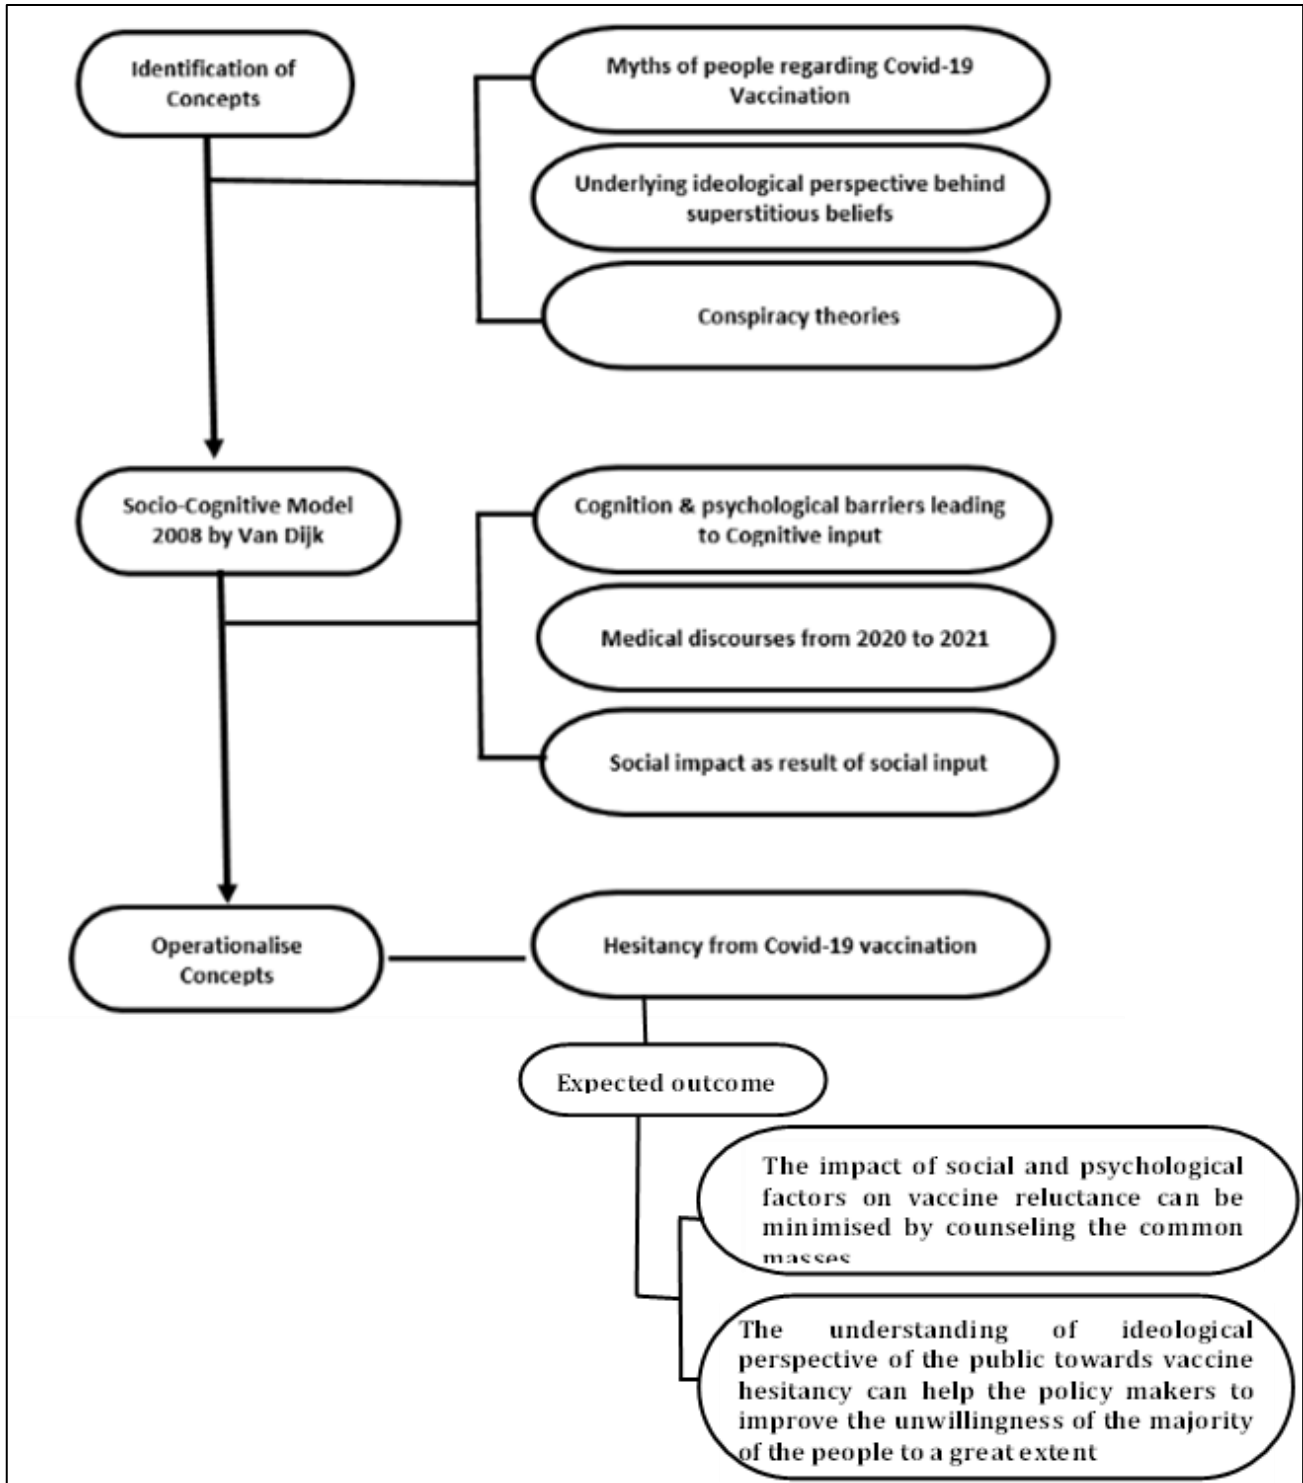 Identification of
Concepts
Myths of people regarding Covid-19
Vaccination
Underlying ideological perspective behind
superstitious beliefs
Conspiracy theories
Socio-Cognitive Model
2008 by Van Dijk
Cognition & psychological barriers leading
to Cognitive input
Medical discourses from 2020 to 2021
Social impact as result of social input
Operationalise
Concepts
Hesitancy from Covid-19 vaccination
Expected outcome
The impact of social and psychological
factors on vaccine reluctance can be
minimised by counseling the common
masses
The understanding of ideological
perspective of the public towards vaccine
hesitancy can help the policy makers to
improve the unwillingness of the majority
of the people to a great extent